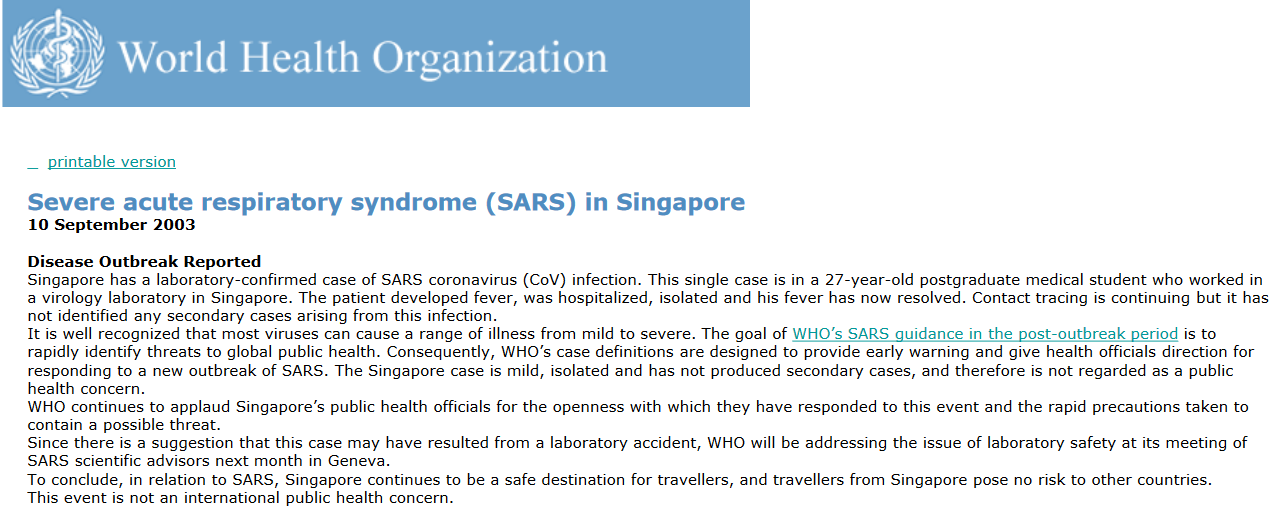 World Health Organization
printable version
Severe acute respiratory syndrome (SARS) in Singapore
10 September 2003
Disease Outbreak Reported
Singapore has a laboratory-confirmed case of SARS coronavirus (CoV) infection. This single case is in a 27-year-old postgraduate medical student who worked in
a virology laboratory in Singapore. The patient developed fever, was hospitalized, isolated and his fever has now resolved. Contact tracing is continuing but it has
not identified any secondary cases arising from this infection.
It is well recognized that most viruses can cause a range of illness from mild to severe. The goal of WHO’s SARS guidance in the post-outbreak period is to
rapidly identify threats to global public health. Consequently, WHO’s case definitions are designed to provide early warning and give health officials direction for
responding to a new outbreak of SARS. The Singapore case is mild, isolated and has not produced secondary cases, and therefore is not regarded as a public
health concern.
WHO continues to applaud Singapore’s public health officials for the openness with which they have responded to this event and the rapid precautions taken to
contain a possible threat.
Since there is a suggestion that this case may have resulted from a laboratory accident, WHO will be addressing the issue of laboratory safety at its meeting of
SARS scientific advisors next month in Geneva.
To conclude, in relation to SARS, Singapore continues to be a safe destination for travellers, and travellers from Singapore pose no risk to other countries.
This event is not an international public health concern.